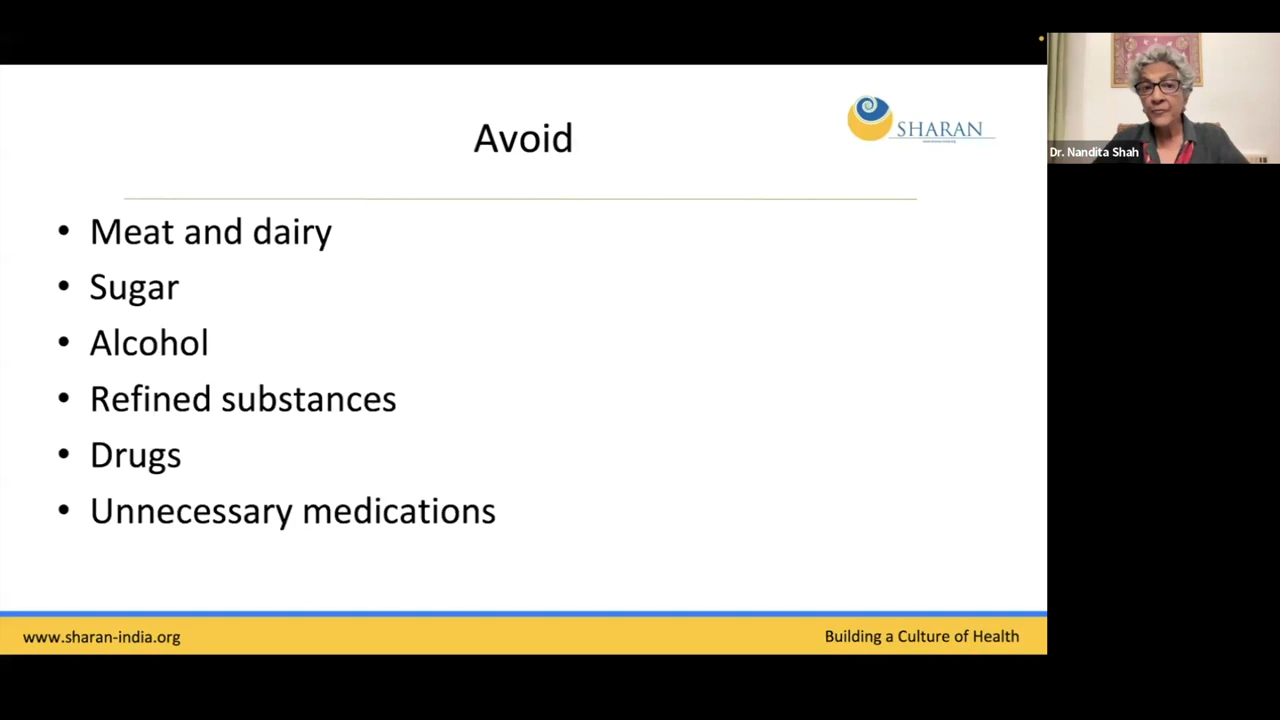 Avoid
SHARAN
Dr. Nandita Shah
• Meat and dairy
• Sugar
• Alcohol
• Refined substances
• Drugs
• Unnecessary medications
www.sharan-india.org
Building a Culture of Health